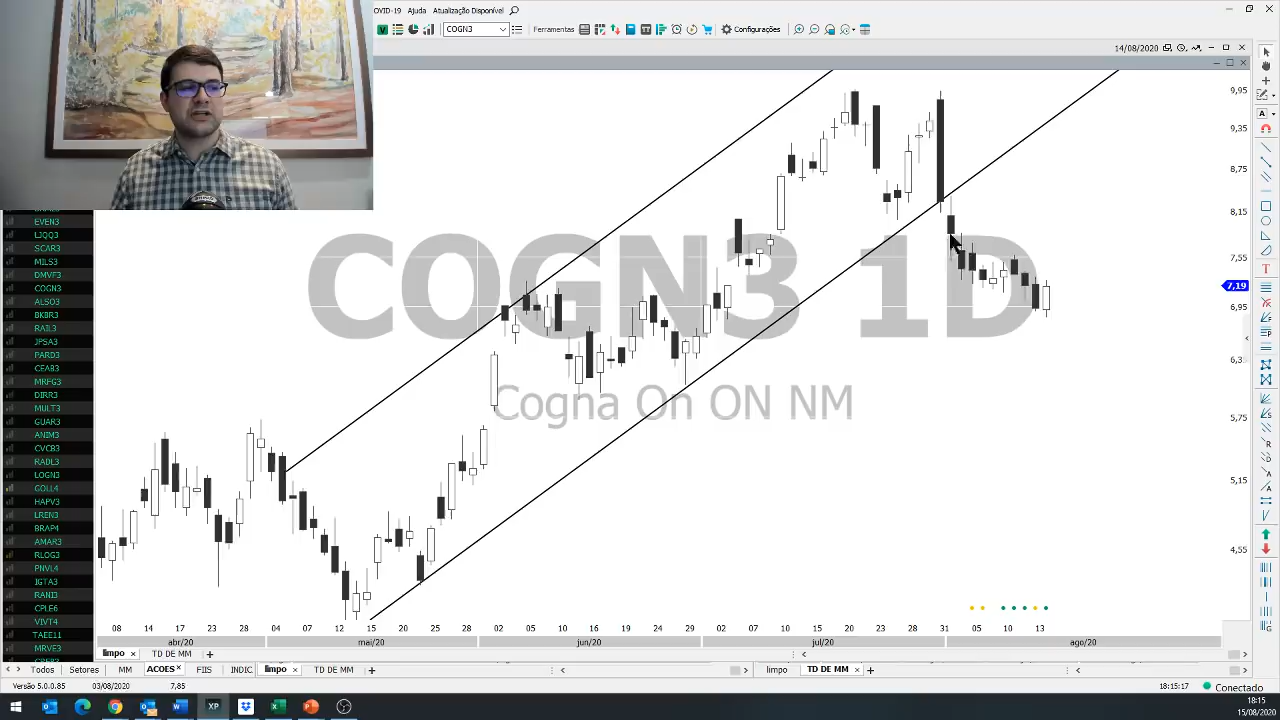 OVID-19 Ajuda Atualização Disponível
COGN3 Ferramentas Configurações
14/08/2020
COGN3 1D
Cogna On ON NM
9,95
9,35
8,75
8,15
7,55
7,19
6,95
6,3
5,75
5,15
4,55
EVEN3
LJQQ3
SCAR3
MILS3
DMVF3
COGN3
ALSO3
BKBR3
RAIL3
JPSA3
PARD3
CEAB3
MRFG3
DIRR3
MULT3
GUAR3
ANIM3
CVCB3
RADL3
LOGN3
GOLL4
HAPV3
LREN3
BRAP4
AMAR3
RLOG3
PNVL4
IGTA3
RANI3
CPLE6
VIVT4
TAEE11
MRVE3
08 14 17 23 28 04 07 12 15 20 25 28 02 05 10 16 19 24 29 02 07 10 15 20 23 28 31 05 10 13
abr/20 mai/20 jun/20 jul/20 ago/20
limpo TD DE MM
Todos Setores MM ACOES FIIS INDIC limpo TD DE MM limpo TD DE MM
Versão 5.0.0.85 03/08/2020 7,85 18:15:17 Conectado
XP
18:15
15/08/2020